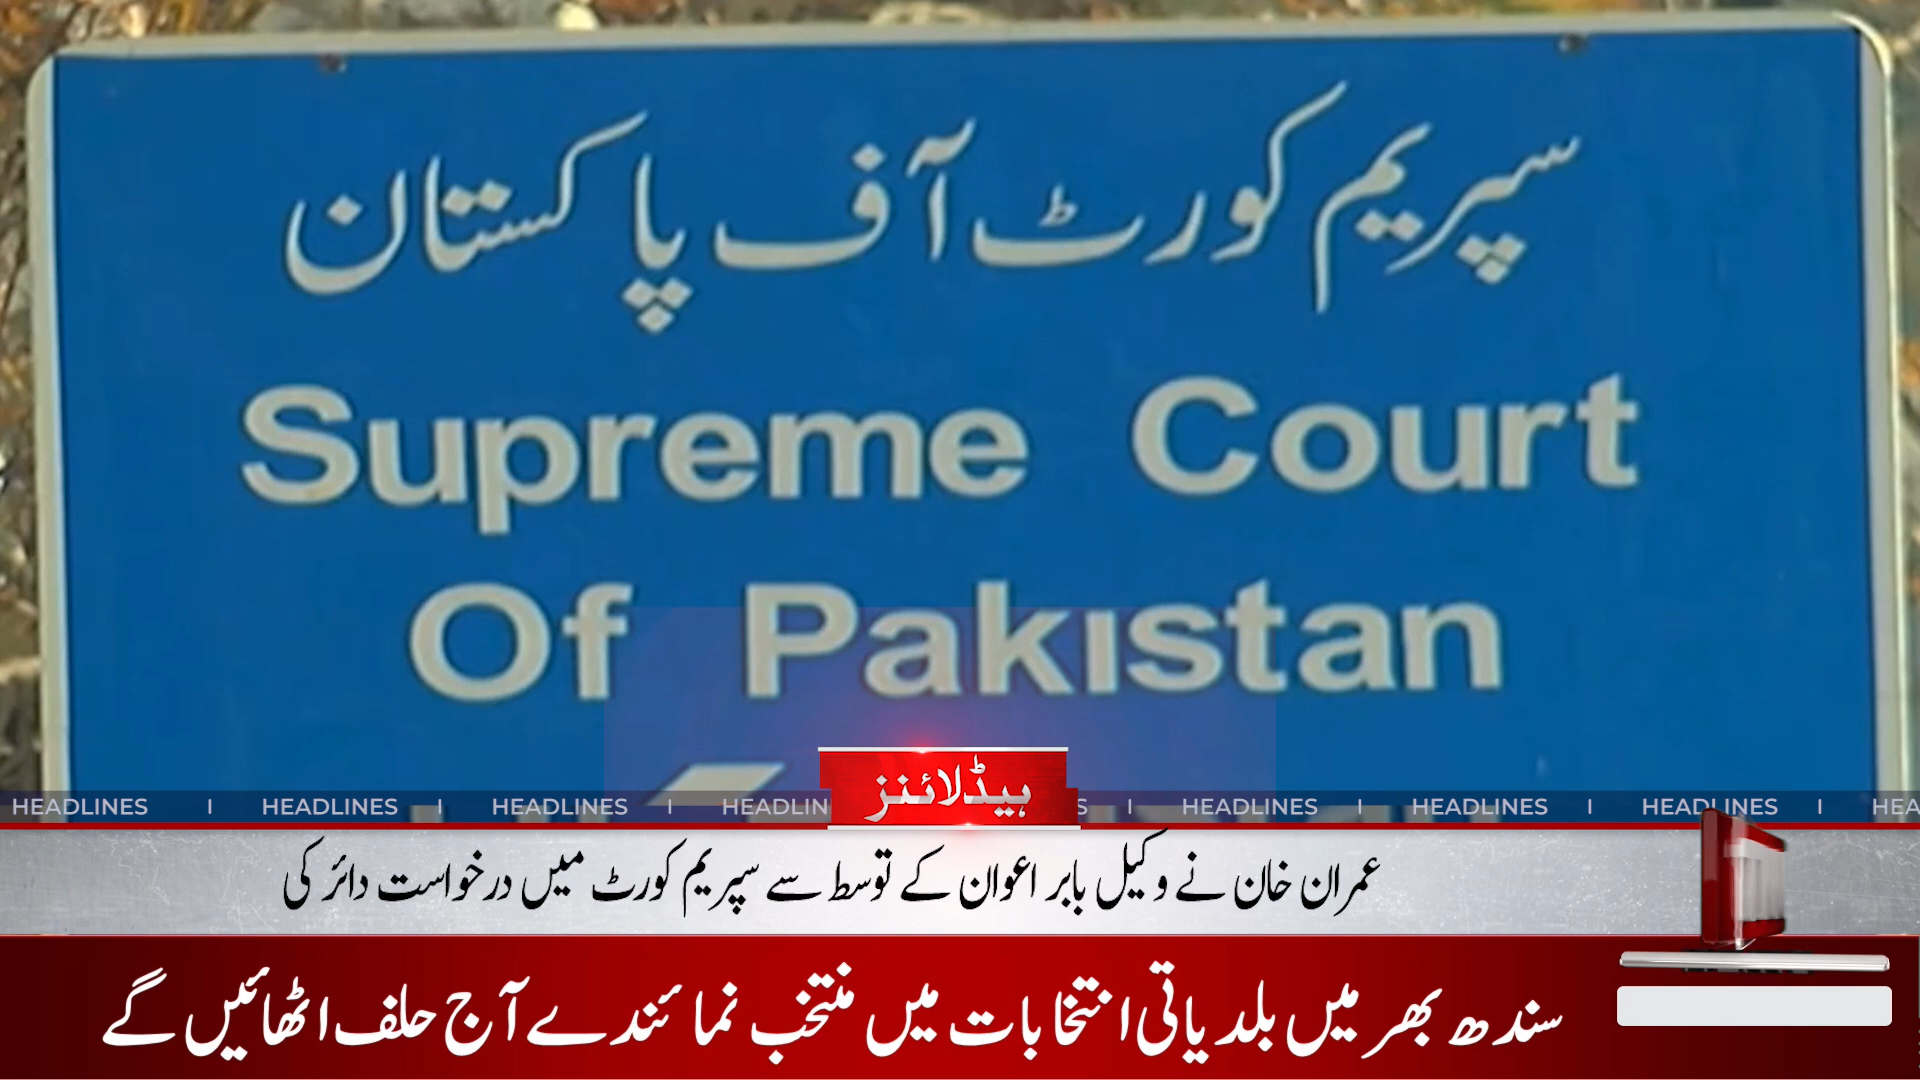 سپریم کورٹ آف پاکستان
Supreme Court
Of Pakistan
ہیڈلائنز
HEADLINES I HEADLINES I HEADLINES I HEADLIN S I HEADLINES I HEADLINES I HEADLINES I HEA
عمران خان نے وکیل بابر اعوان کے توسط سے سپریم کورٹ میں درخواست دائر کی
سندھ بھر میں بلدیاتی انتخابات میں منتخب نمائندے آج حلف اٹھائیں گے